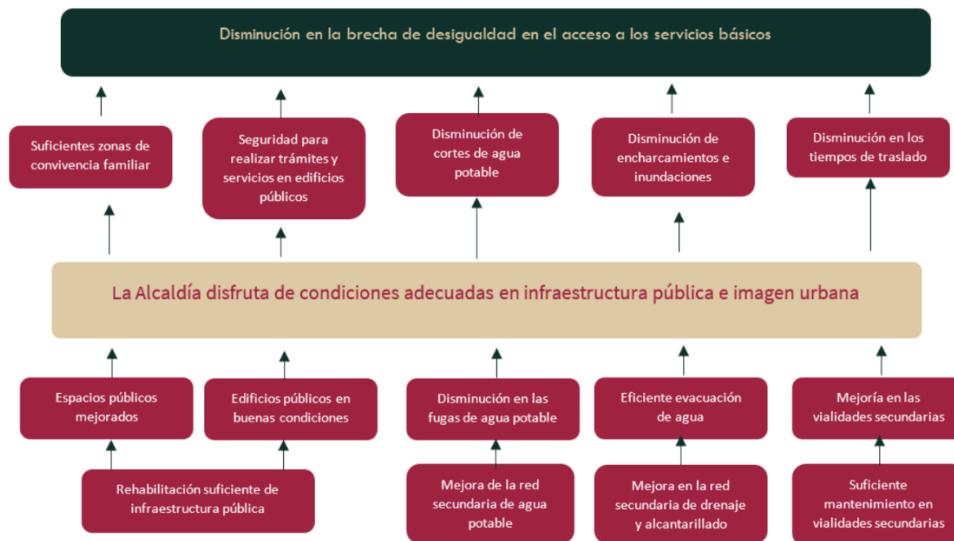 Disminución en la brecha de desigualdad en el acceso a los servicios básicos
Suficientes zonas de
convivencia familiar
Seguridad para
realizar trámites y
servicios en edificios
públicos
Disminución de
cortes de agua
potable
Disminución de
encharcamientos e
inundaciones
Disminución en los
tiempos de traslado
La Alcaldía disfruta de condiciones adecuadas en infraestructura pública e imagen urbana
Espacios públicos
mejorados
Edificios públicos en
buenas condiciones
Disminución en las
fugas de agua potable
Eficiente evacuación
de agua
Mejoría en las
vialidades secundarias
Rehabilitación suficiente de
infraestructura pública
Mejora de la red
secundaria de agua
potable
Mejora en la red
secundaria de drenaje
y alcantarillado
Suficiente
mantenimiento en
vialidades secundarias